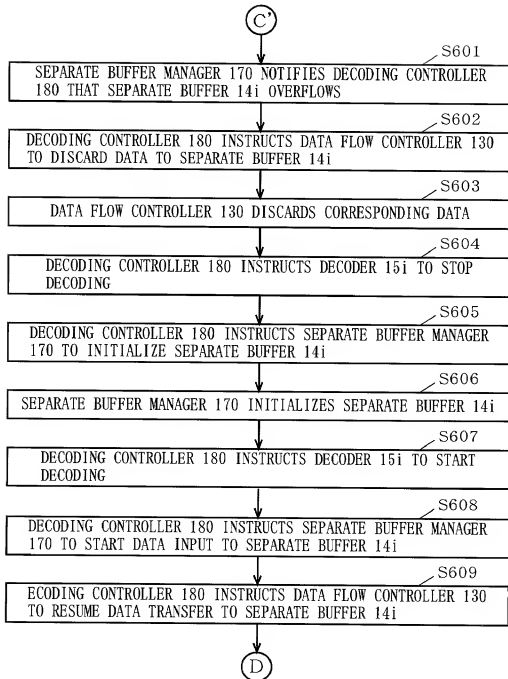 C'
S601
SEPARATE BUFFER MANAGER 170 NOTIFIES DECODING CONTROLLER
180 THAT SEPARATE BUFFER 14i OVERFLOWS
S602
DECODING CONTROLLER 180 INSTRUCTS DATA FLOW CONTROLLER 130
TO DISCARD DATA TO SEPARATE BUFFER 14i
S603
DATA FLOW CONTROLLER 130 DISCARDS CORRESPONDING DATA
S604
DECODING CONTROLLER 180 INSTRUCTS DECODER 15i TO STOP
DECODING
S605
DECODING CONTROLLER 180 INSTRUCTS SEPARATE BUFFER MANAGER
170 TO INITIALIZE SEPARATE BUFFER 14i
S606
SEPARATE BUFFER MANAGER 170 INITIALIZES SEPARATE BUFFER 14i
S607
DECODING CONTROLLER 180 INSTRUCTS DECODER 15i TO START
DECODING
S608
DECODING CONTROLLER 180 INSTRUCTS SEPARATE BUFFER MANAGER
170 TO START DATA INPUT TO SEPARATE BUFFER 14i
S609
ECODING CONTROLLER 180 INSTRUCTS DATA FLOW CONTROLLER 130
TO RESUME DATA TRANSFER TO SEPARATE BUFFER 14i
D